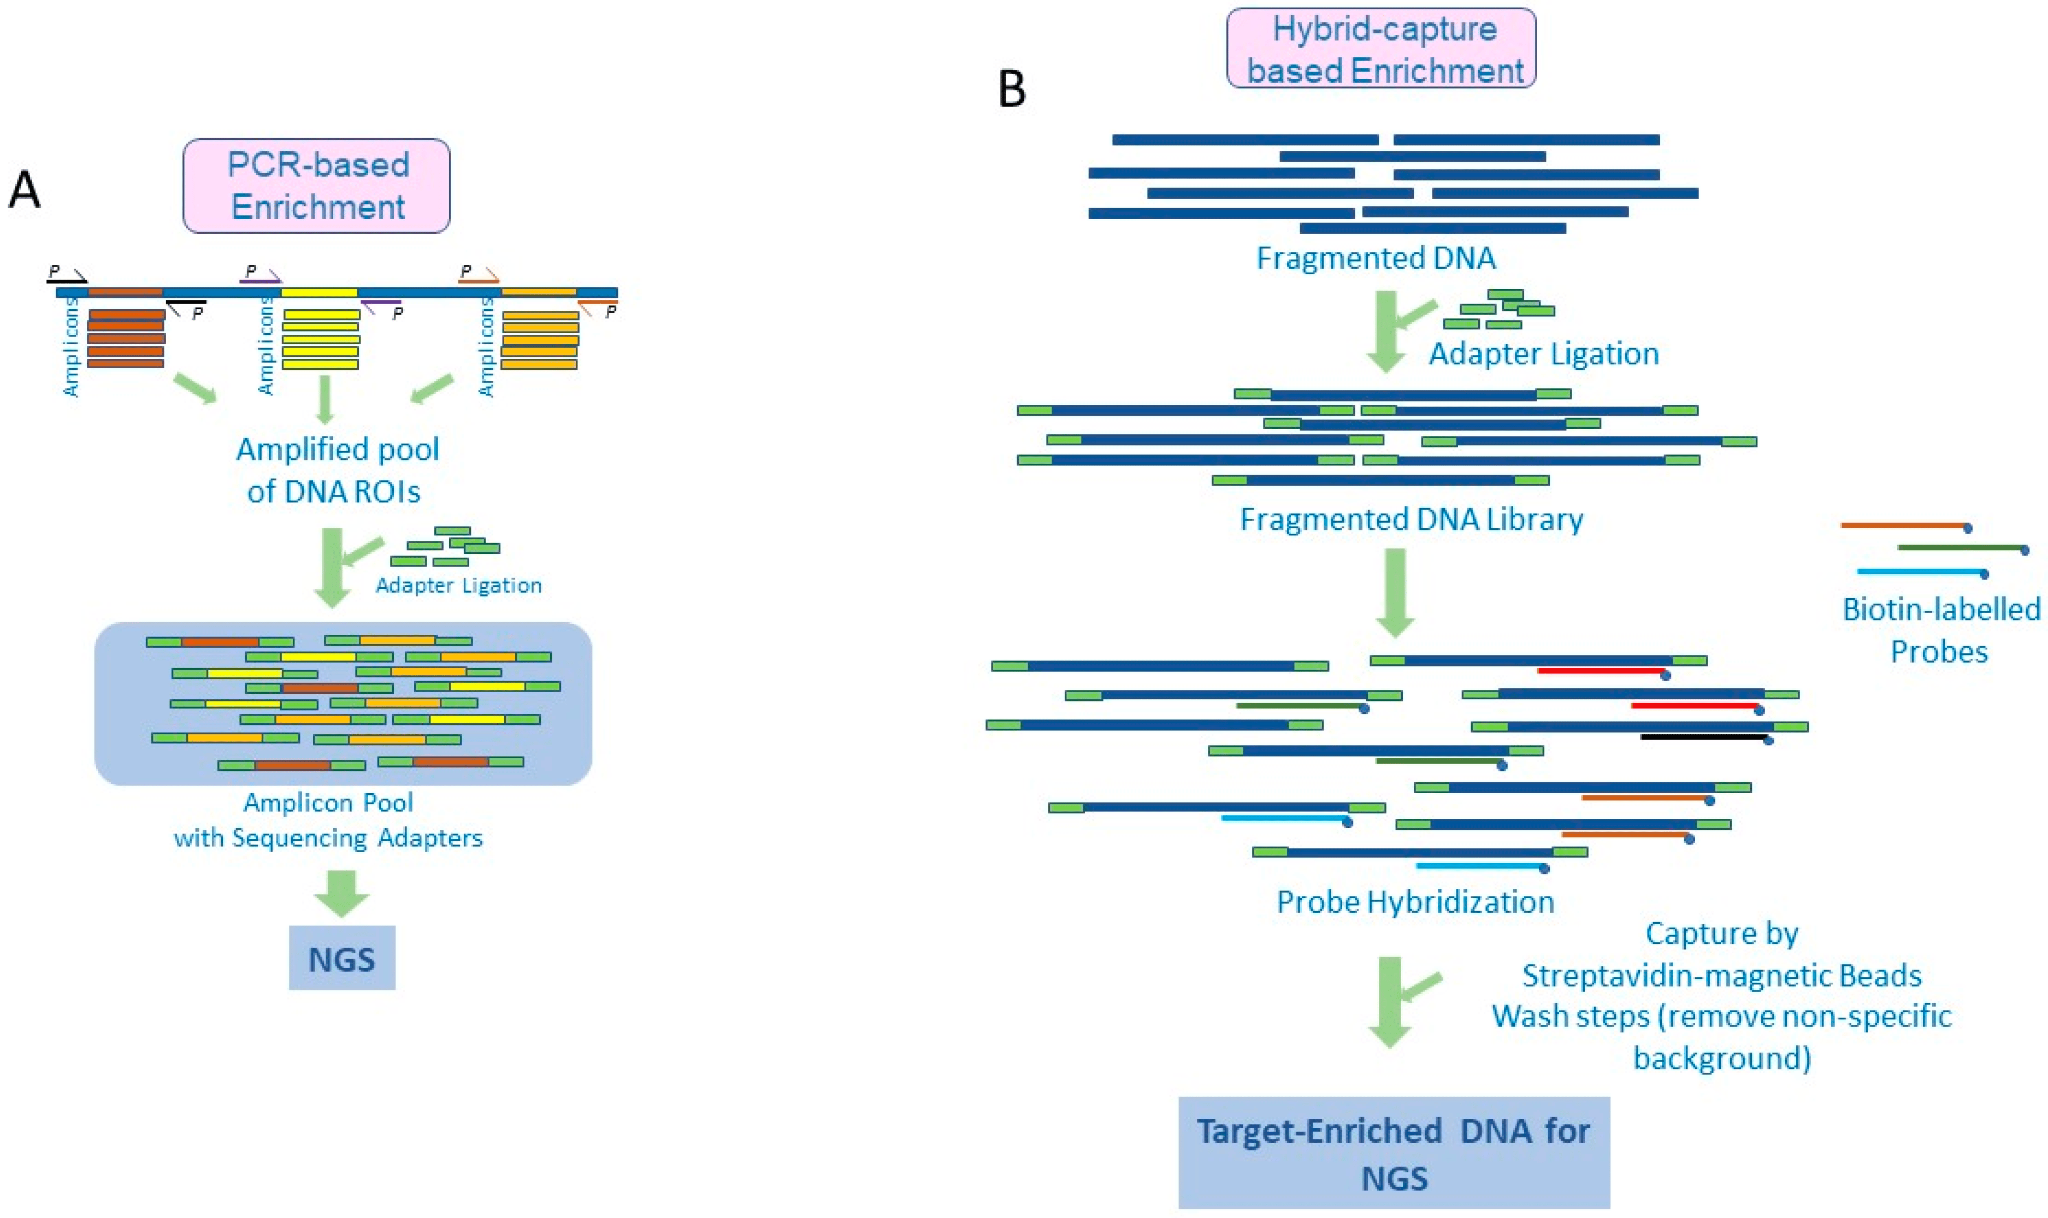 A
PCR-based
Enrichment
P
P
P
P
P
P
Amplicons
Amplicons
Amplicons
Amplified pool
of DNA ROIs
Adapter Ligation
Amplicon Pool
with Sequencing Adapters
NGS
B
Hybrid-capture
based Enrichment
Fragmented DNA
Adapter Ligation
Fragmented DNA Library
Biotin-labelled
Probes
Probe Hybridization
Capture by
Streptavidin-magnetic Beads
Wash steps (remove non-specific
background)
Target-Enriched DNA for
NGS